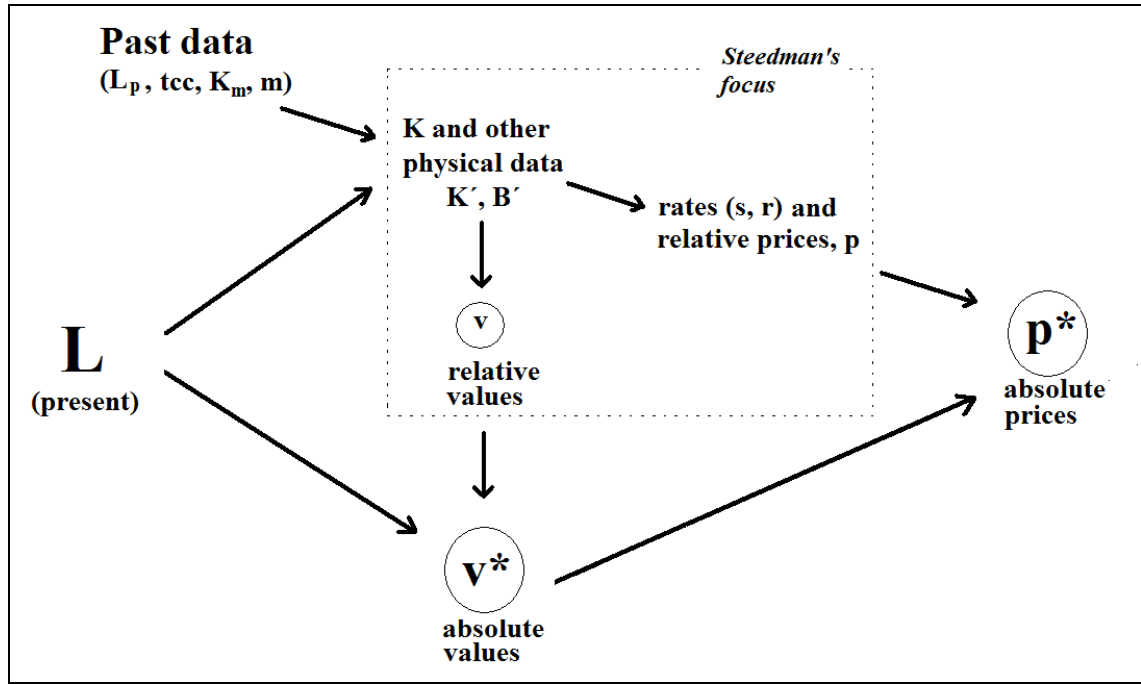 Past data
(Lp, tcc, Km, m)
Steedman's
focus
K and other
physical data
K´, B´
rates (s, r) and
relative prices, p
v
relative
values
L
(present)
p*
absolute
prices
v*
absolute
values